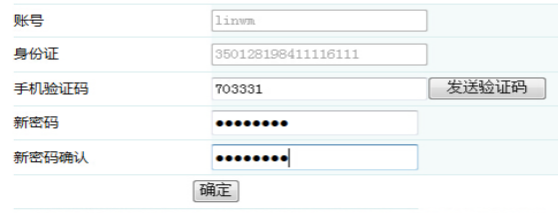 账号 linwm
身份证 350128198411116111
手机验证码 703331 发送验证码
新密码 ●●●●●●●●
新密码确认 ●●●●●●●●
确定